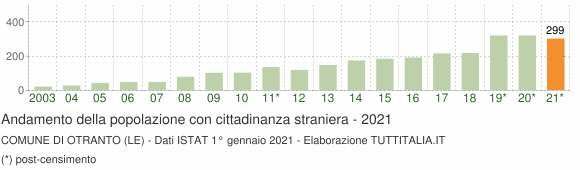 400
299
200
0
2003 04 05 06 07 08 09 10 11* 12 13 14 15 16 17 18 19* 20* 21*
Andamento della popolazione con cittadinanza straniera - 2021
COMUNE DI OTRANTO (LE) - Dati ISTAT 1° gennaio 2021 - Elaborazione TUTTITALIA.IT
(*) post-censimento